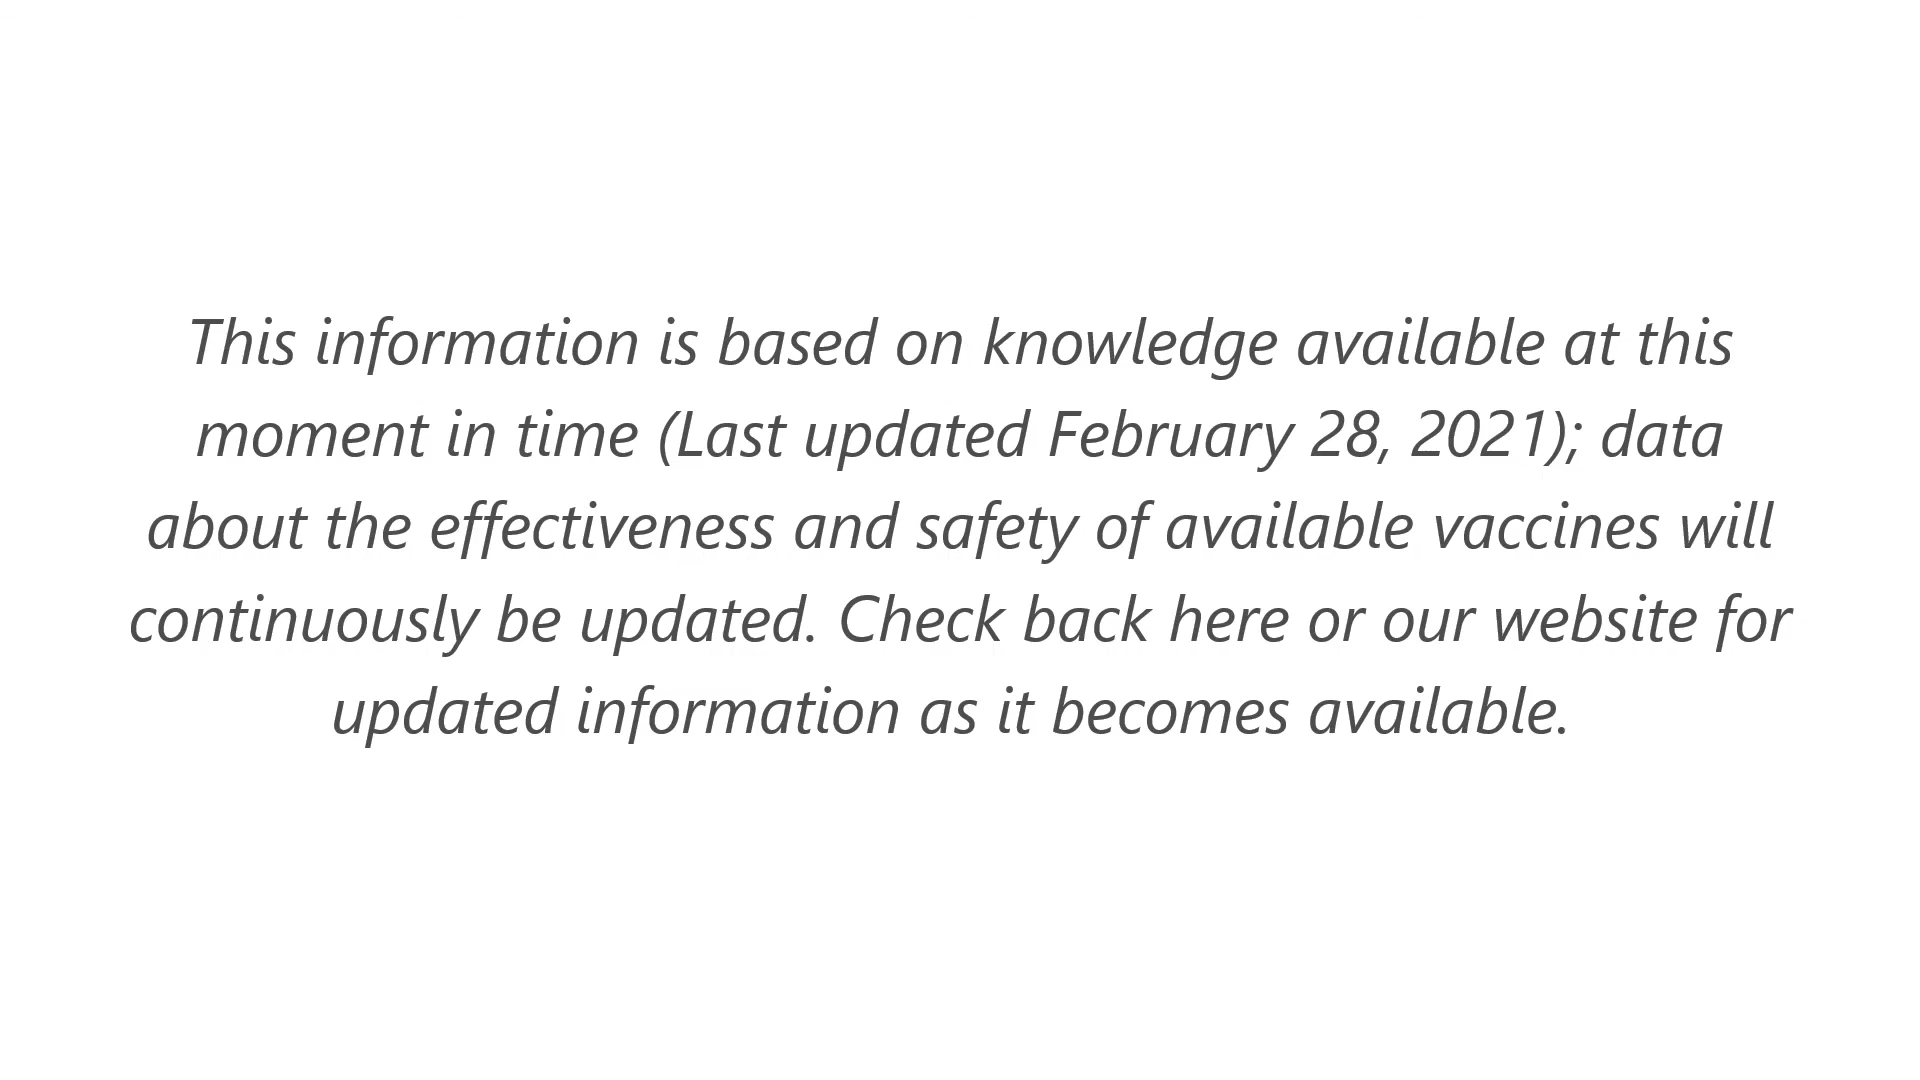 This information is based on knowledge available at this
moment in time (Last updated February 28, 2021); data
about the effectiveness and safety of available vaccines will
continuously be updated. Check back here or our website for
updated information as it becomes available.